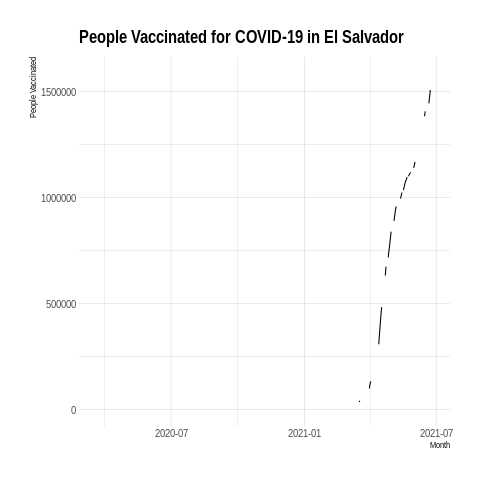 People Vaccinated for COVID-19 in El Salvador
People Vaccinated
1500000
1000000
500000
0
2020-07
2021-01
2021-07
Month